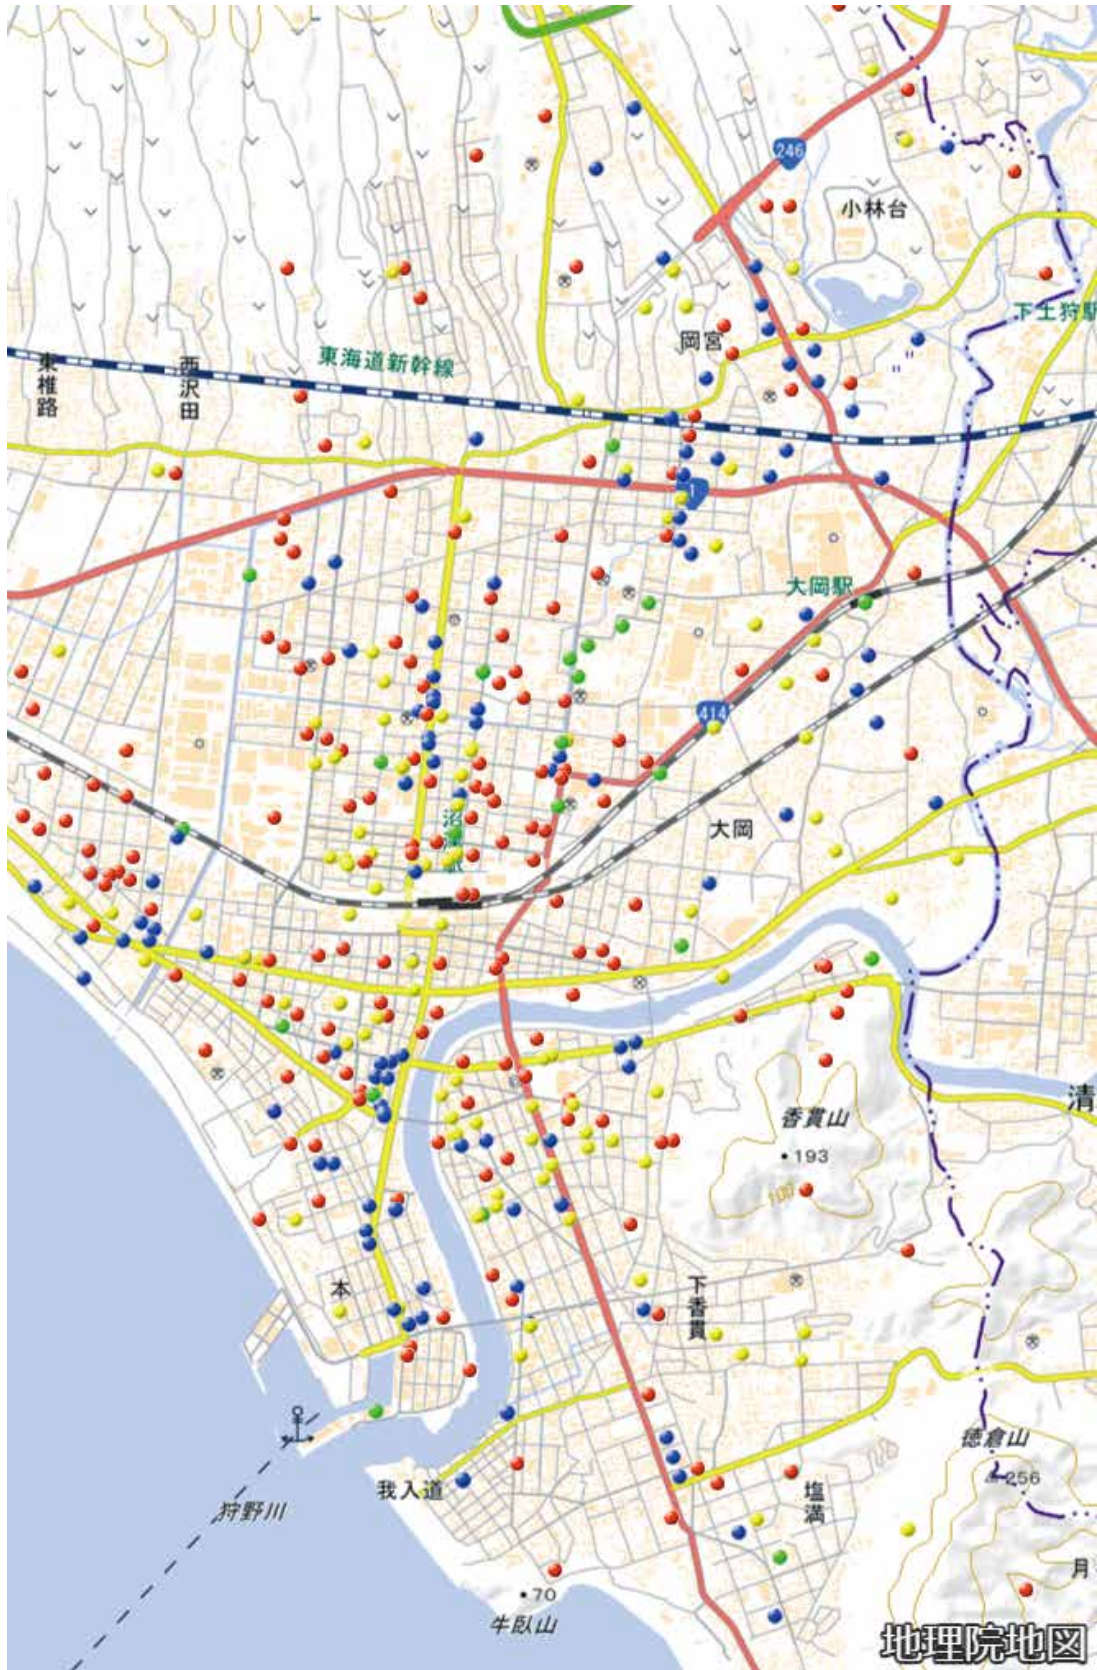 246
小林台
下土狩駅
岡宮
東海道新幹線
東椎路
西沢田
1
大岡駅
414
大岡
香貫山
193
100
清
本
下香貫
徳倉山
256
我入道
塩満
狩野川
月
70
牛臥山
地理院地図